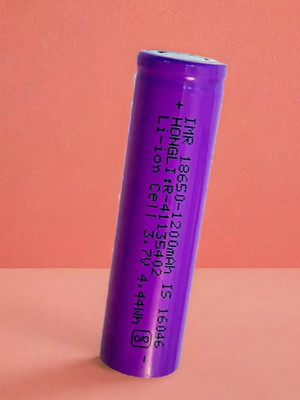 +
IMR 18650-1200mAh IS 16046
HONGLI:R-41135402
Li-ion Cell 3.7V 4.44Wh
-